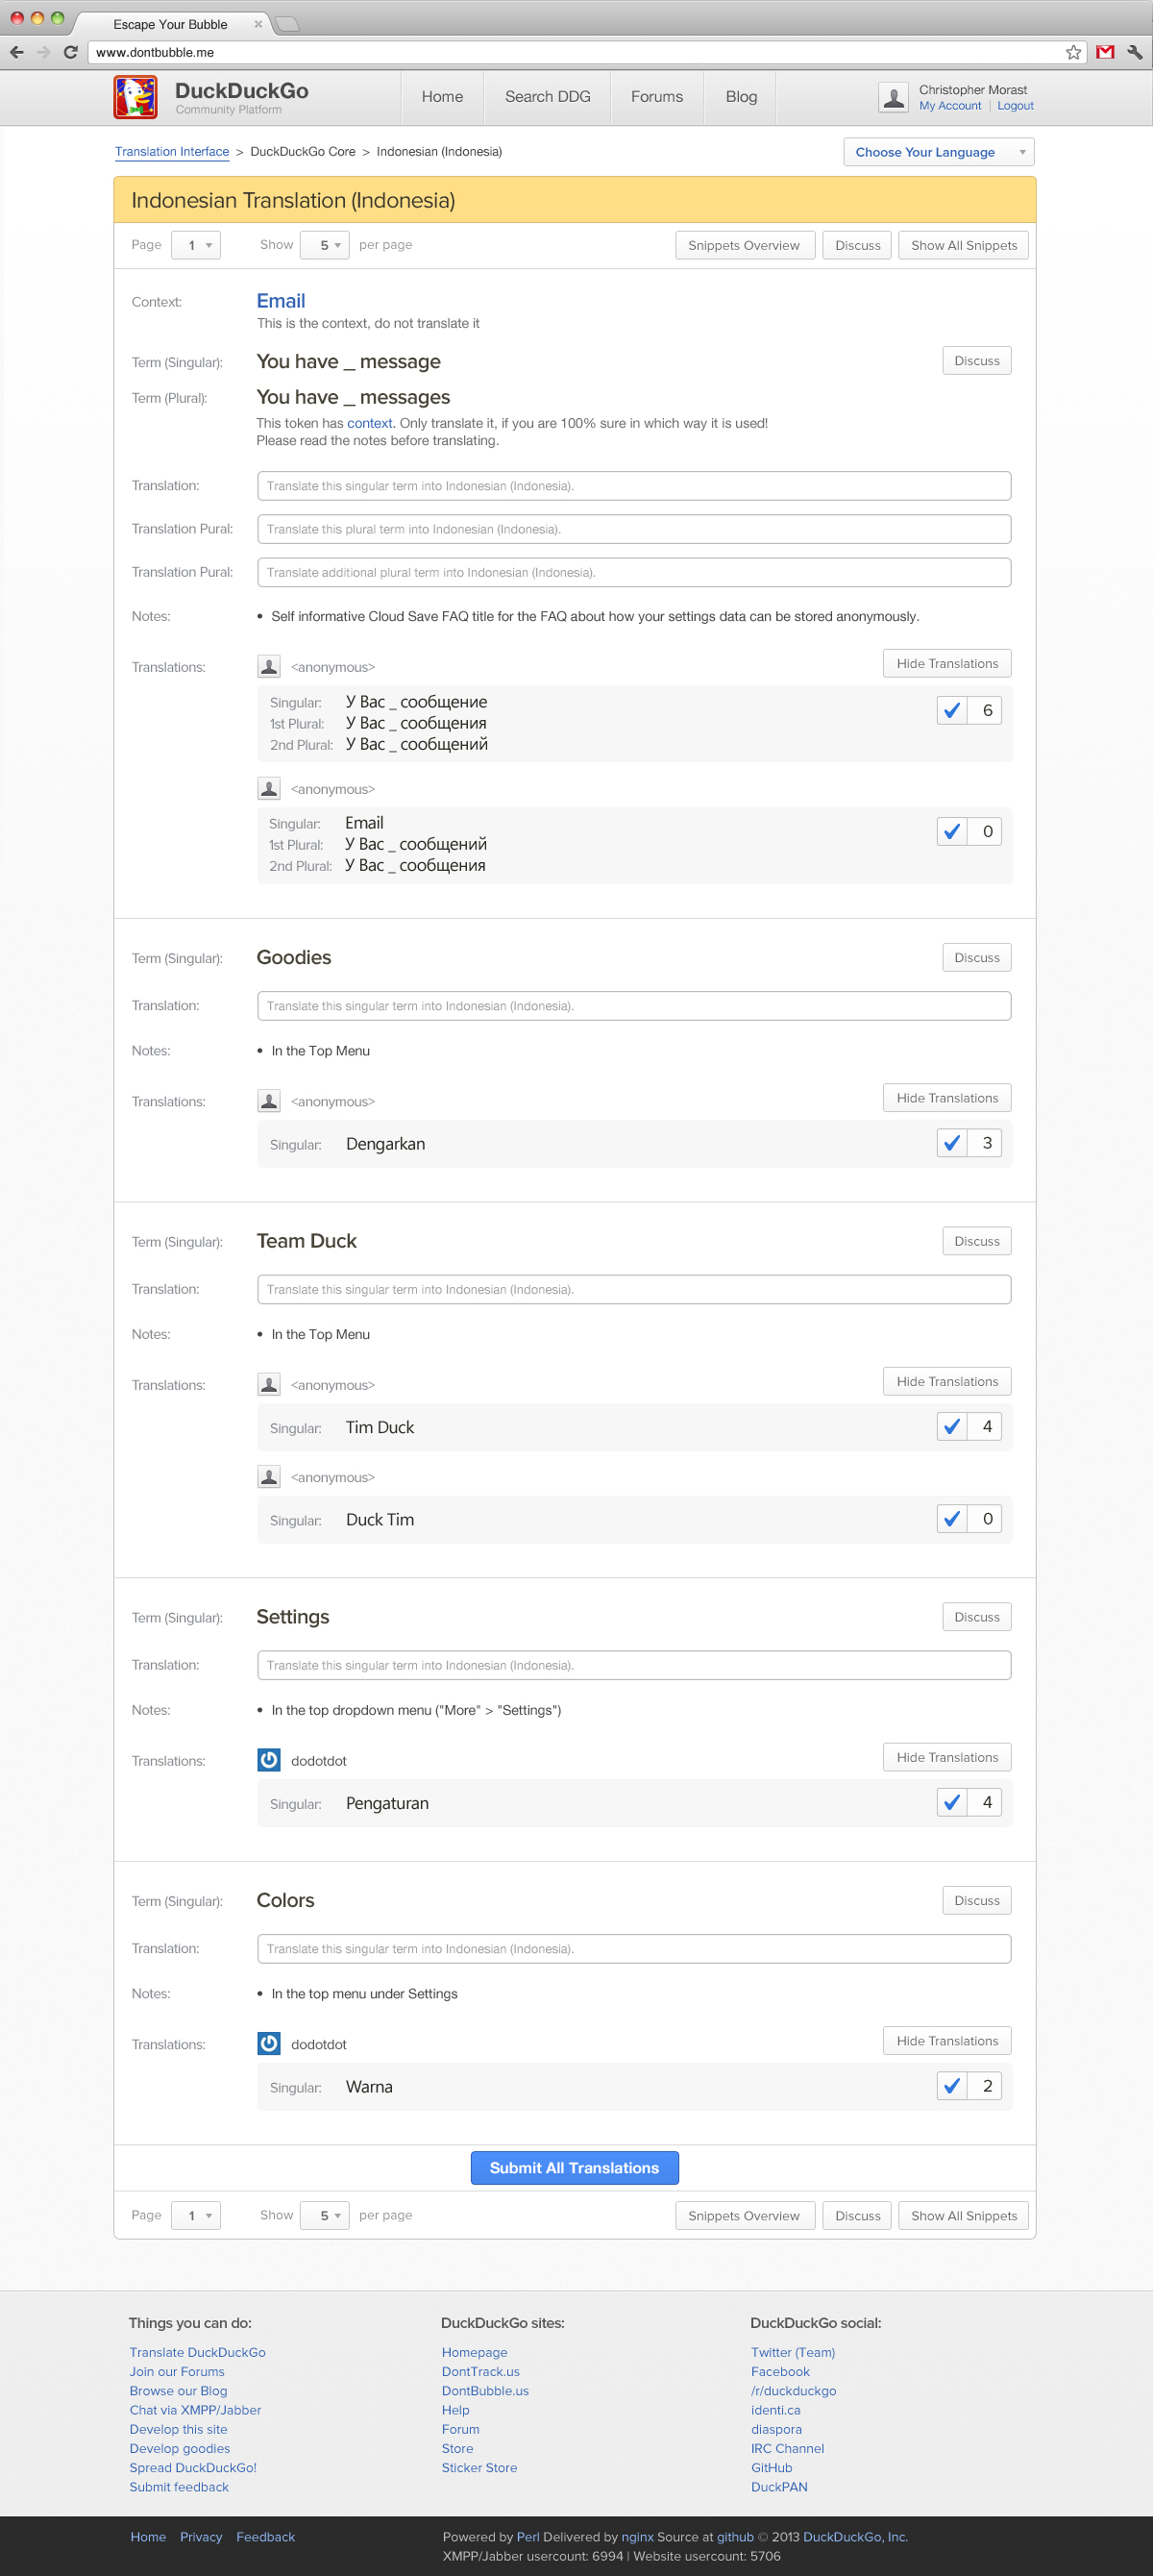 Escape Your Bubble
www.dontbubble.me
DuckDuckGo
Community Platform
Home
Search DDG
Forums
Blog
Christopher Morast
My Account | Logout
Translation Interface > DuckDuckGo Core > Indonesian (Indonesia)
Choose Your Language
Indonesian Translation (Indonesia)
Page 1 Show 5 per page
Snippets Overview
Discuss
Show All Snippets
Context: Email
This is the context, do not translate it
Term (Singular): You have _ message
Discuss
Term (Plural): You have _ messages
This token has context. Only translate it, if you are 100% sure in which way it is used!
Please read the notes before translating.
Translation: Translate this singular term into Indonesian (Indonesia).
Translation Pural: Translate this plural term into Indonesian (Indonesia).
Translation Pural: Translate additional plural term into Indonesian (Indonesia).
Notes: • Self informative Cloud Save FAQ title for the FAQ about how your settings data can be stored anonymously.
Translations: <anonymous>
Hide Translations
Singular: У Вас _ сообщение
6
1st Plural: У Вас _ сообщения
2nd Plural: У Вас _ сообщений
<anonymous>
Singular: Email
0
1st Plural: У Вас _ сообщений
2nd Plural: У Вас _ сообщения
Term (Singular): Goodies
Discuss
Translation: Translate this singular term into Indonesian (Indonesia).
Notes: • In the Top Menu
Translations: <anonymous>
Hide Translations
Singular: Dengarkan
3
Term (Singular): Team Duck
Discuss
Translation: Translate this singular term into Indonesian (Indonesia).
Notes: • In the Top Menu
Translations: <anonymous>
Hide Translations
Singular: Tim Duck
4
<anonymous>
Singular: Duck Tim
0
Term (Singular): Settings
Discuss
Translation: Translate this singular term into Indonesian (Indonesia).
Notes: • In the top dropdown menu ("More" > "Settings")
Translations: dodotdot
Hide Translations
Singular: Pengaturan
4
Term (Singular): Colors
Discuss
Translation: Translate this singular term into Indonesian (Indonesia).
Notes: • In the top menu under Settings
Translations: dodotdot
Hide Translations
Singular: Warna
2
Submit All Translations
Page 1 Show 5 per page
Snippets Overview
Discuss
Show All Snippets
Things you can do:
Translate DuckDuckGo
Join our Forums
Browse our Blog
Chat via XMPP/Jabber
Develop this site
Develop goodies
Spread DuckDuckGo!
Submit feedback
DuckDuckGo sites:
Homepage
DontTrack.us
DontBubble.us
Help
Forum
Store
Sticker Store
DuckDuckGo social:
Twitter (Team)
Facebook
/r/duckduckgo
identi.ca
diaspora
IRC Channel
GitHub
DuckPAN
Home Privacy Feedback
Powered by Perl Delivered by nginx Source at github © 2013 DuckDuckGo, Inc.
XMPP/Jabber usercount: 6994 | Website usercount: 5706